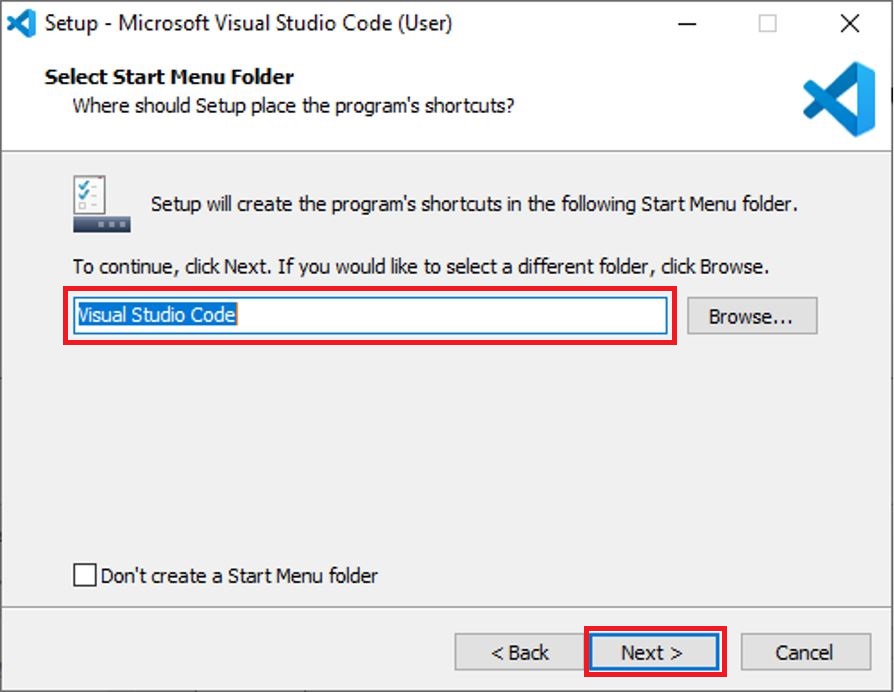 Setup - Microsoft Visual Studio Code (User)
Select Start Menu Folder
Where should Setup place the program's shortcuts?
Setup will create the program's shortcuts in the following Start Menu folder.
To continue, click Next. If you would like to select a different folder, click Browse.
Visual Studio Code
Browse...
Don't create a Start Menu folder
< Back
Next >
Cancel